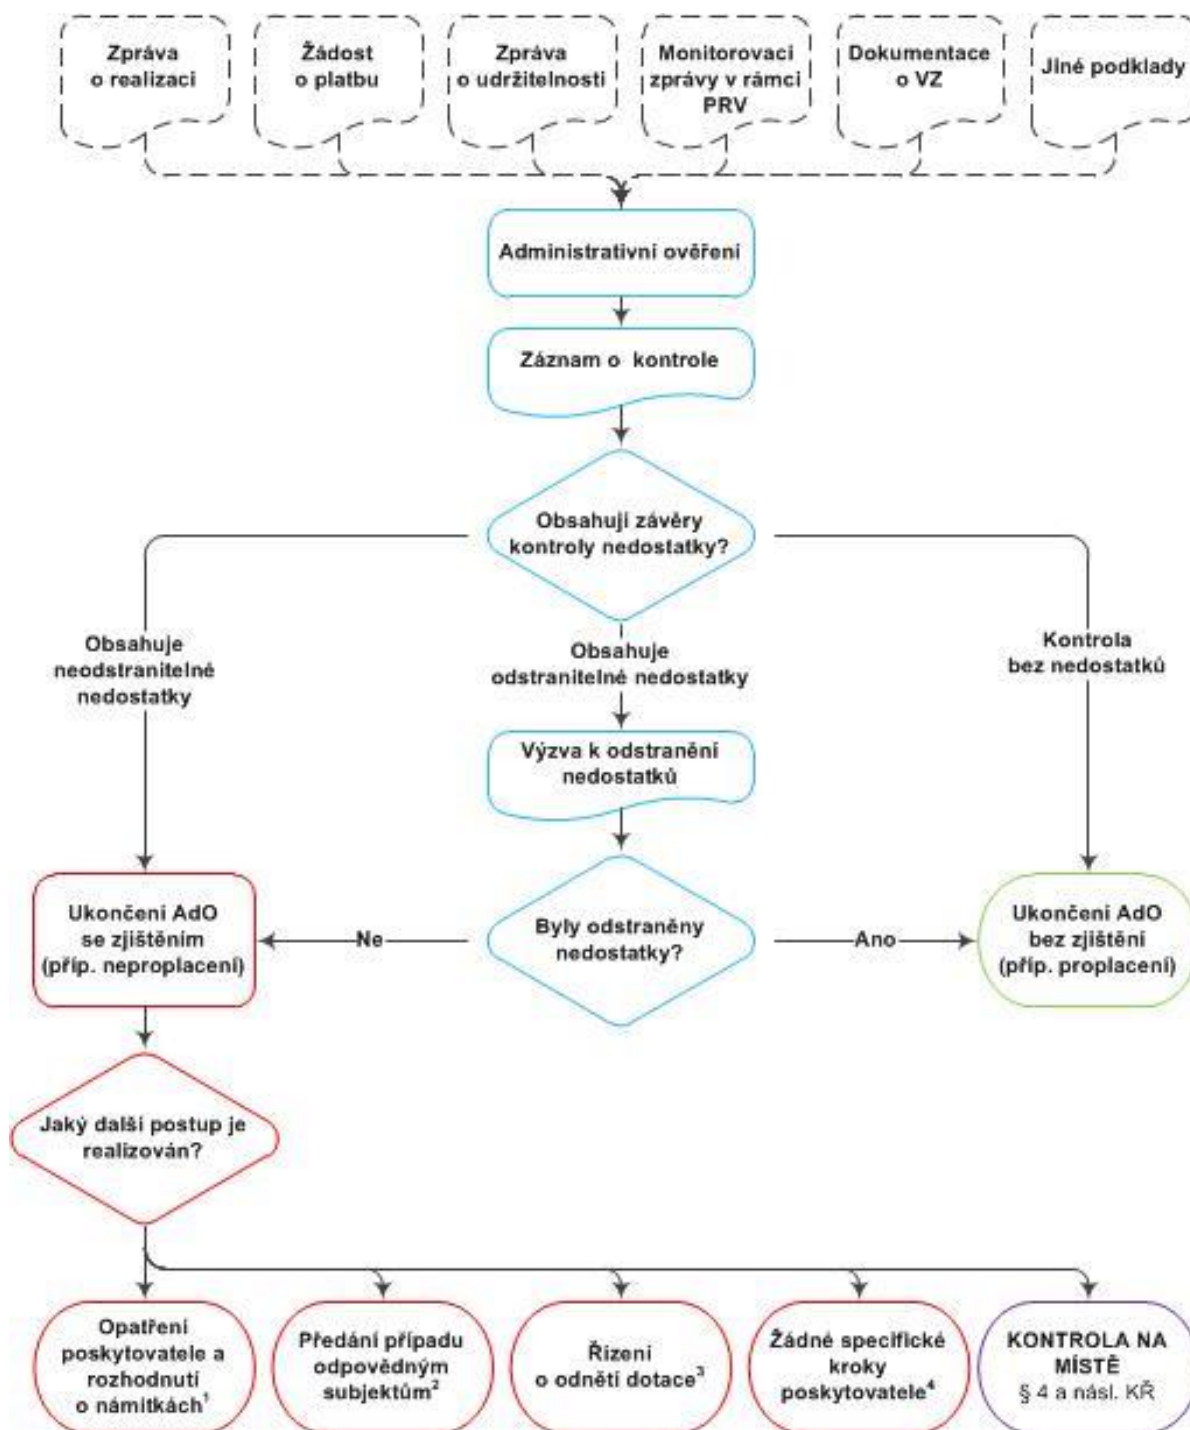 Zpráva
o realizaci
Žádost
o platbu
Zpráva
o udržitelnosti
Monitorovaci
zprávy v rámci
PRV
Dokumentace
o VZ
Jiné podklady
Administrativní ověření
Záznam o kontrole
Obsahují závěry
kontroly nedostatky?
Obsahuje
neodstranitelné
nedostatky
Obsahuje
odstranitelné nedostatky
Kontrola
bez nedostatků
Výzva k odstranění
nedostatků
Ukončení AdO
se zjištěním
(příp. neproplacení)
Ne
Byly odstraněny
nedostatky?
Ano
Ukončení AdO
bez zjištění
(příp. proplacení)
Jaký další postup je
realizován?
Opatření
poskytovatele a
rozhodnutí
o námitkách¹
Předání případu
odpovědným
subjektům²
Řízení
o odnětí dotace³
Žádné specifické
kroky
poskytovatele⁴
KONTROLA NA
MÍSTĚ
§ 4 a násl. KŘ